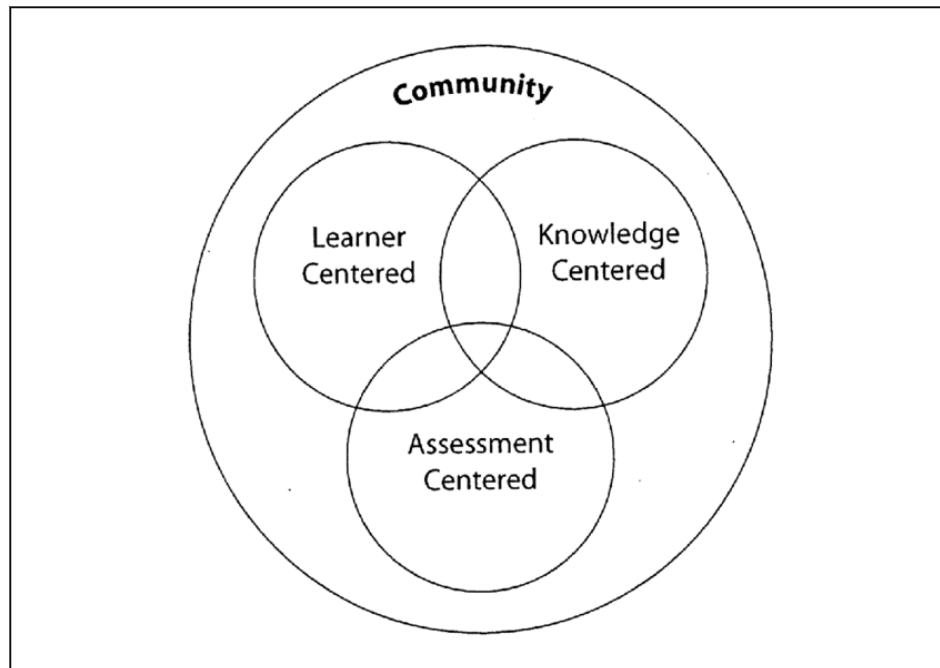 Community
Learner
Centered
Knowledge
Centered
Assessment
Centered